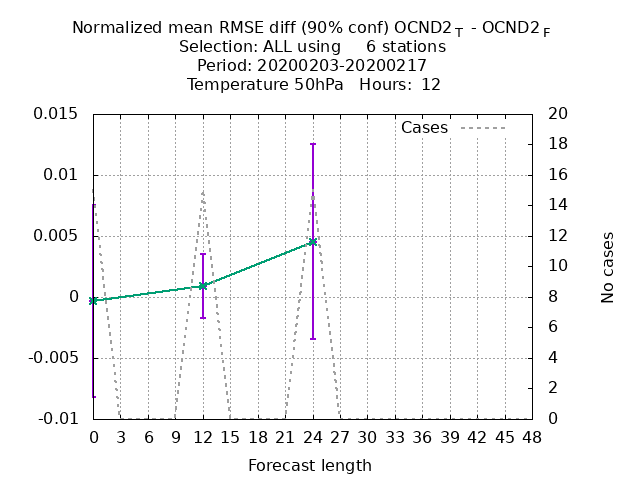 Normalized mean RMSE diff (90% conf) OCND2 T - OCND2 F
Selection: ALL using     6 stations
Period: 20200203-20200217
Temperature 50hPa   Hours:  12
0.015
0.01
0.005
0
-0.005
-0.01
Cases
20
18
16
14
12
10
8
6
4
2
0
No cases
0 3 6 9 12 15 18 21 24 27 30 33 36 39 42 45 48
Forecast length